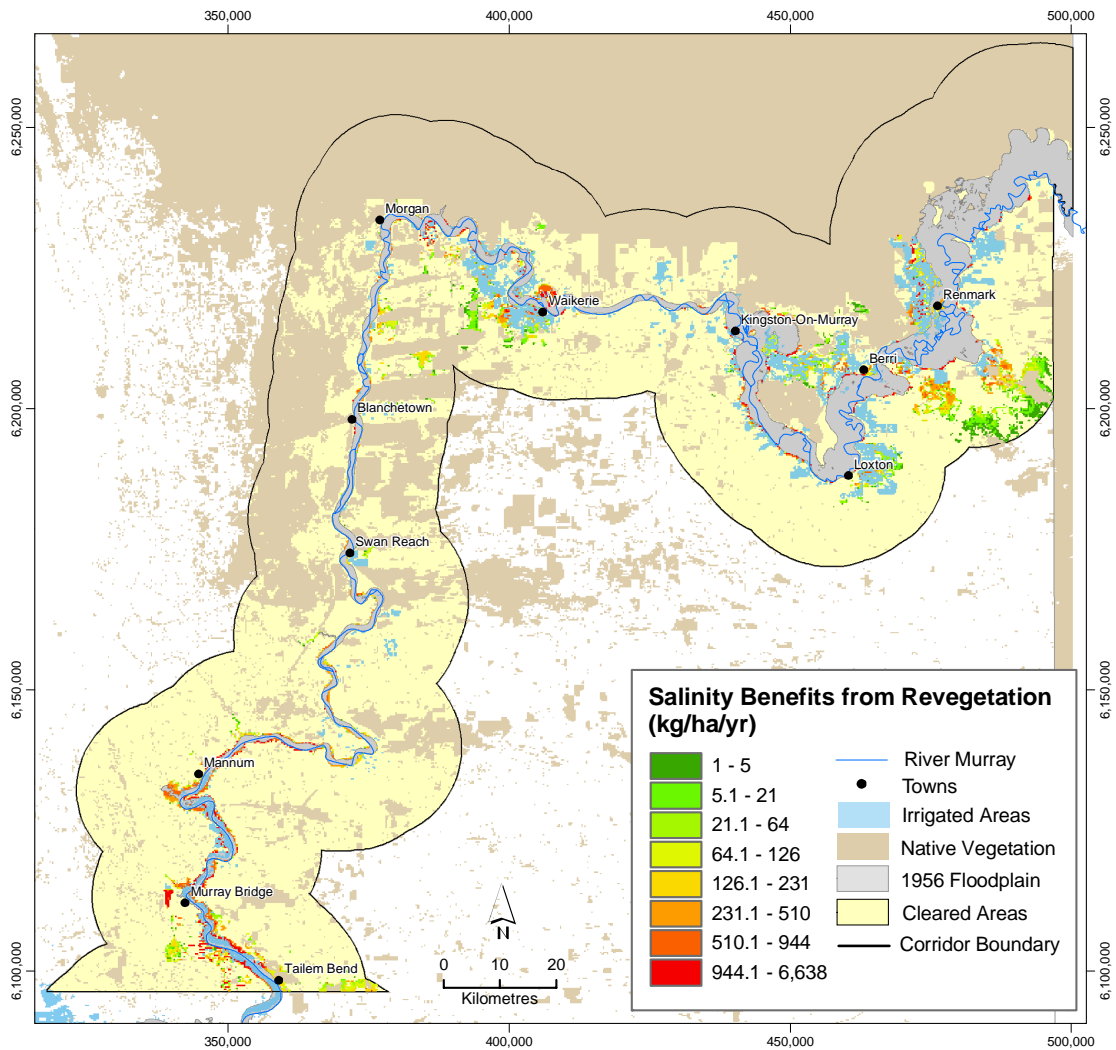 350,000
400,000
450,000
500,000
6,250,000
6,250,000
Morgan
Renmark
Waikerie
Kingston-On-Murray
Berri
6,200,000
6,200,000
Blanchetown
Loxton
Swan Reach
6,150,000
6,150,000
Salinity Benefits from Revegetation
(kg/ha/yr)
1 - 5
5.1 - 21
21.1 - 64
64.1 - 126
126.1 - 231
231.1 - 510
510.1 - 944
944.1 - 6,638
River Murray
Towns
Irrigated Areas
Native Vegetation
1956 Floodplain
Cleared Areas
Corridor Boundary
Mannum
Murray Bridge
Tailem Bend
N
0 10 20
Kilometres
6,100,000
6,100,000
350,000
400,000
450,000
500,000